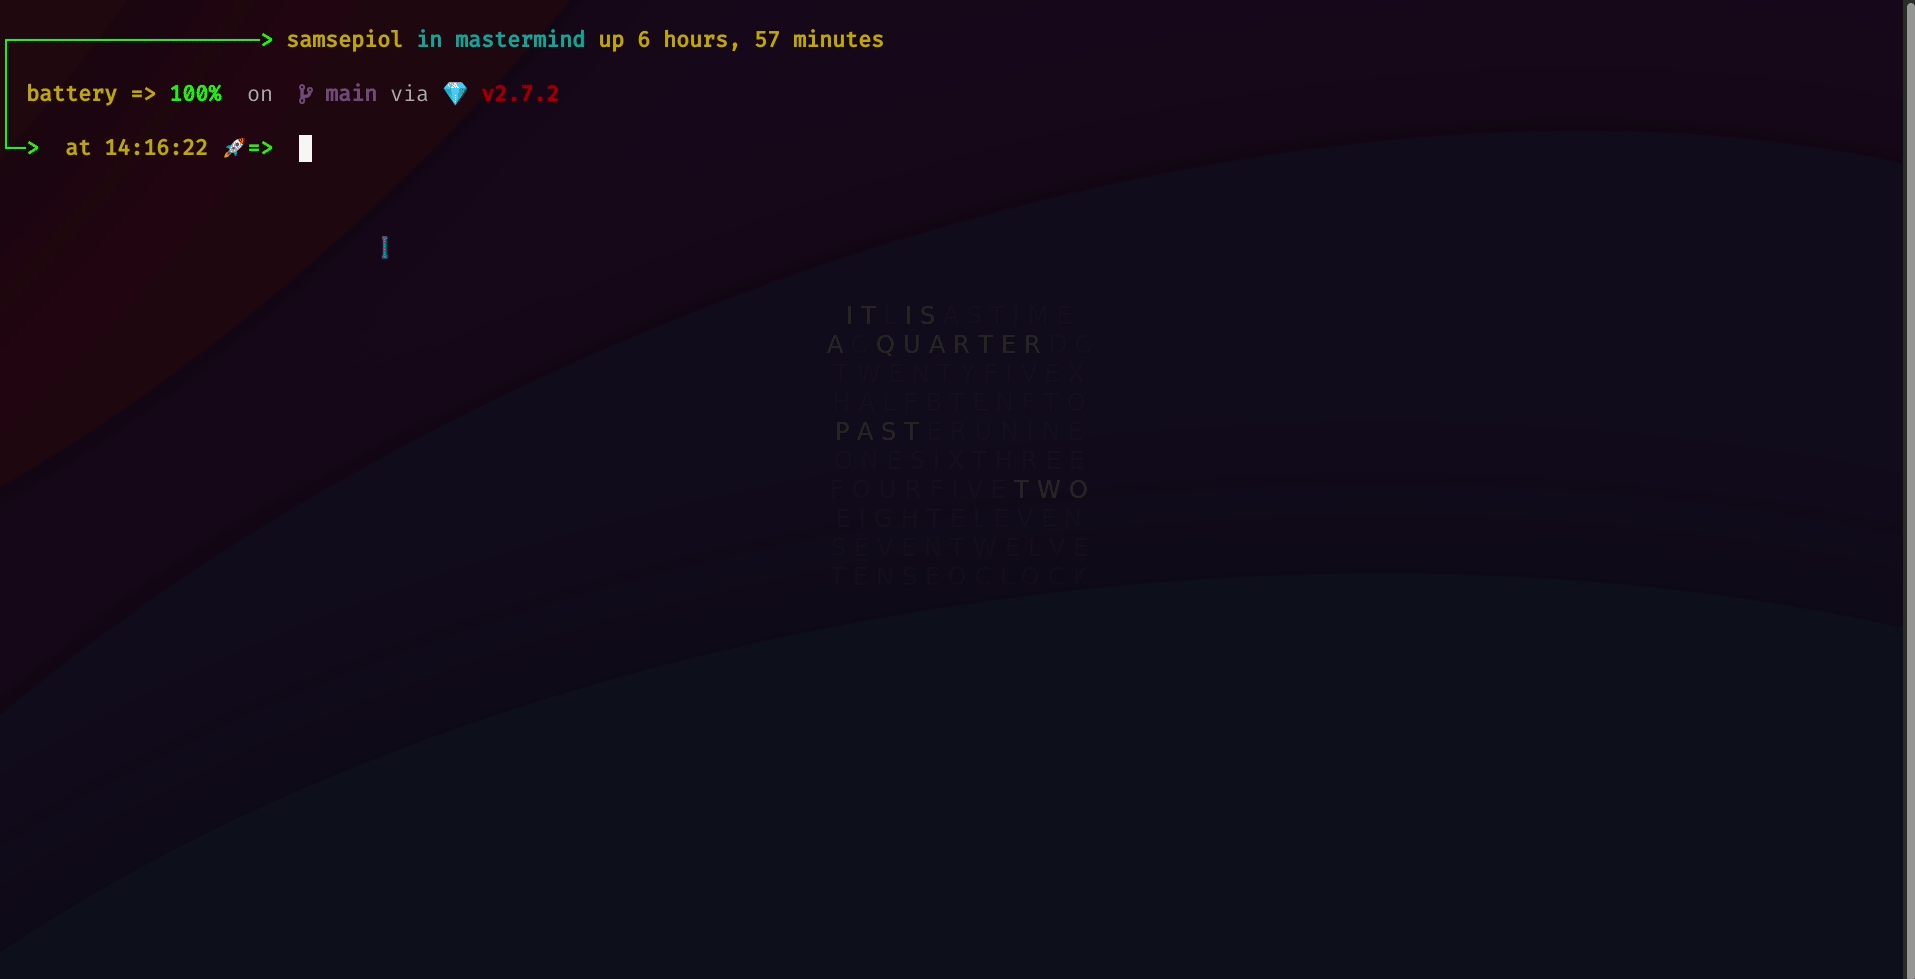 samsepiol in mastermind up 6 hours, 57 minutes
battery => 100% on main via 💎 v2.7.2
> at 14:16:22 🚀=>
ITLISASTIME
ACQUARTERDC
TWENTYFIVEX
HALFBTENFTO
PASTERUNINE
ONESIXTHREE
FOURFIVETWO
EIGHTELEVEN
SEVENTWELVE
TENSEOCLOCK